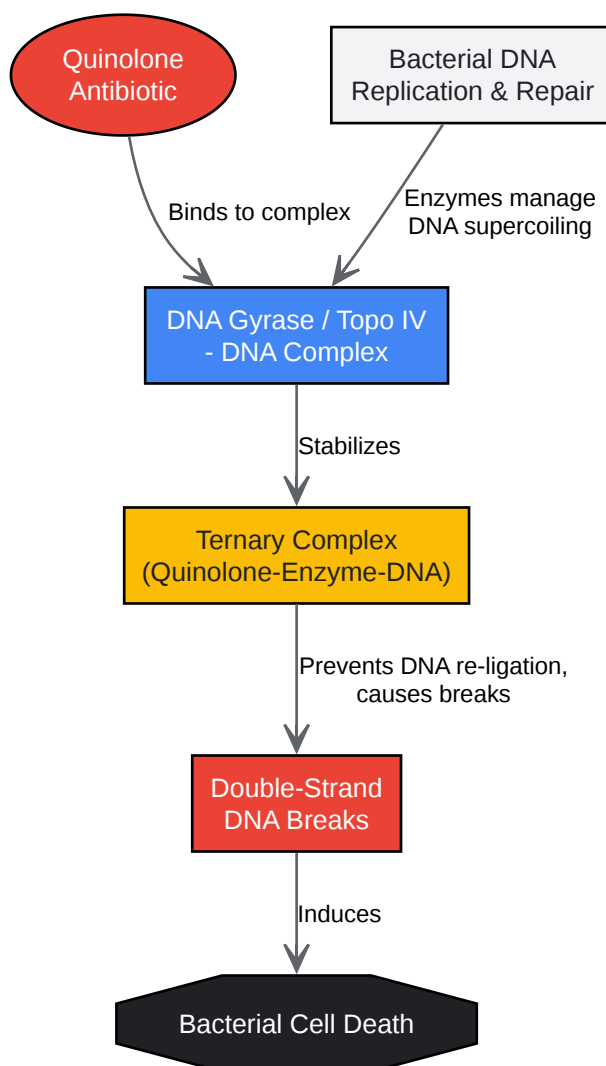 Quinolone
Antibiotic
Bacterial DNA
Replication & Repair
Binds to complex
Enzymes manage
DNA supercoiling
DNA Gyrase / Topo IV
- DNA Complex
Stabilizes
Ternary Complex
(Quinolone-Enzyme-DNA)
Prevents DNA re-ligation,
causes breaks
Double-Strand
DNA Breaks
Induces
Bacterial Cell Death